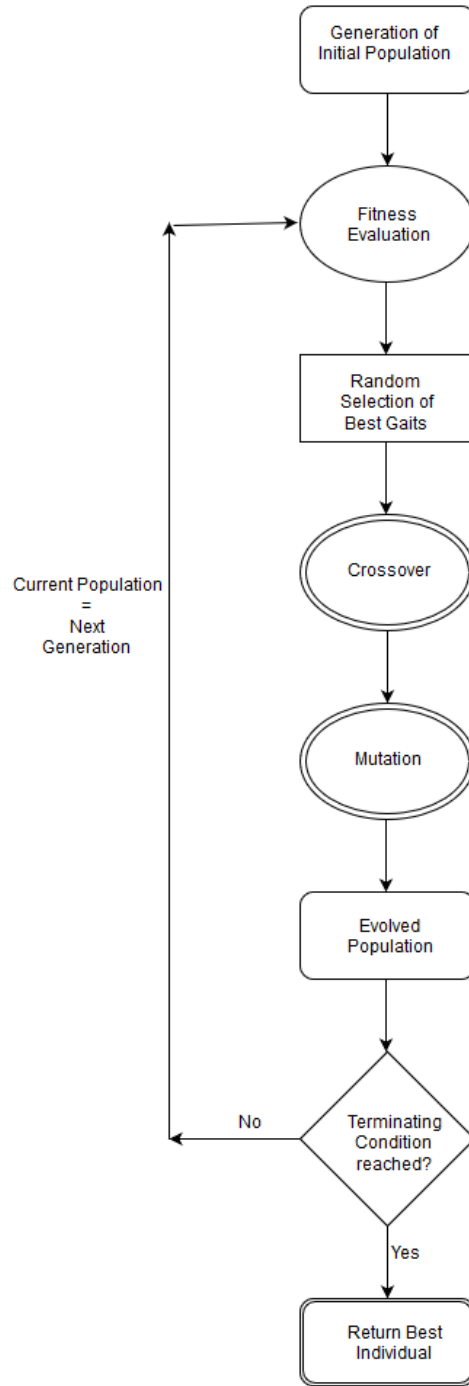 Generation of
Initial Population
Fitness
Evaluation
Random
Selection of
Best Gaits
Crossover
Current Population
=
Next
Generation
Mutation
Evolved
Population
No
Terminating
Condition
reached?
Yes
Return Best
Individual